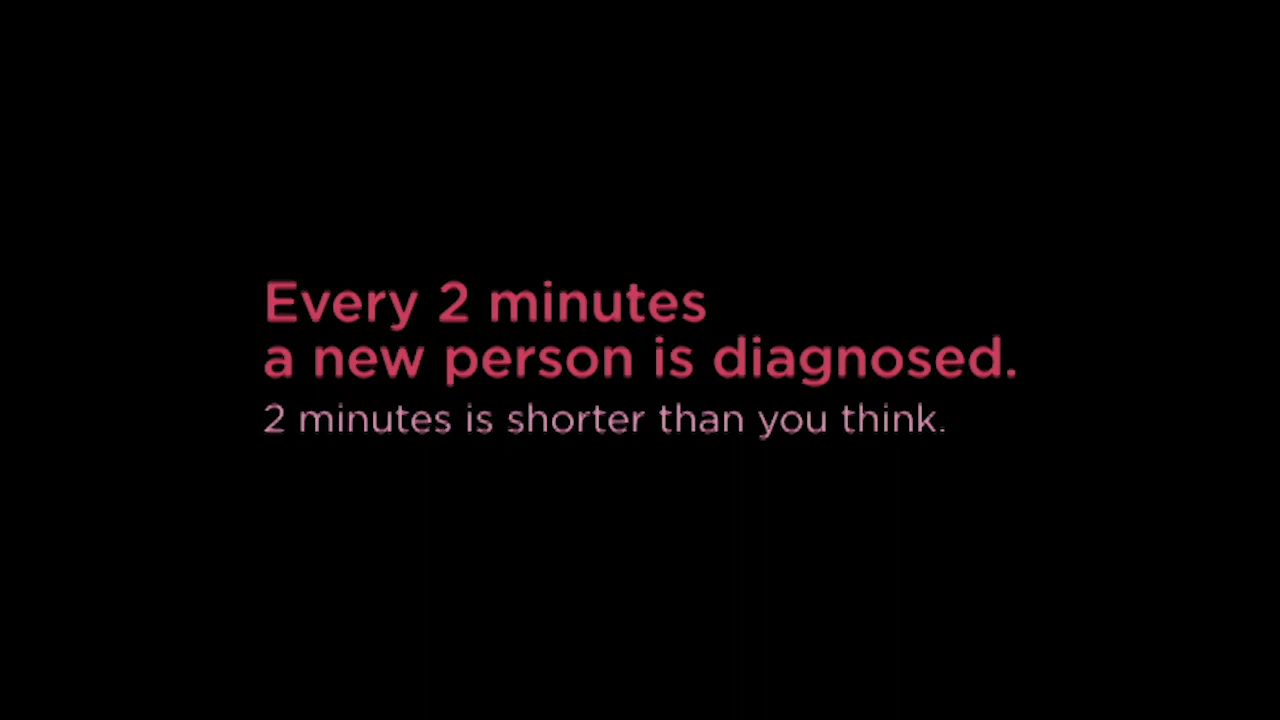 Every 2 minutes
a new person is diagnosed.
2 minutes is shorter than you think.